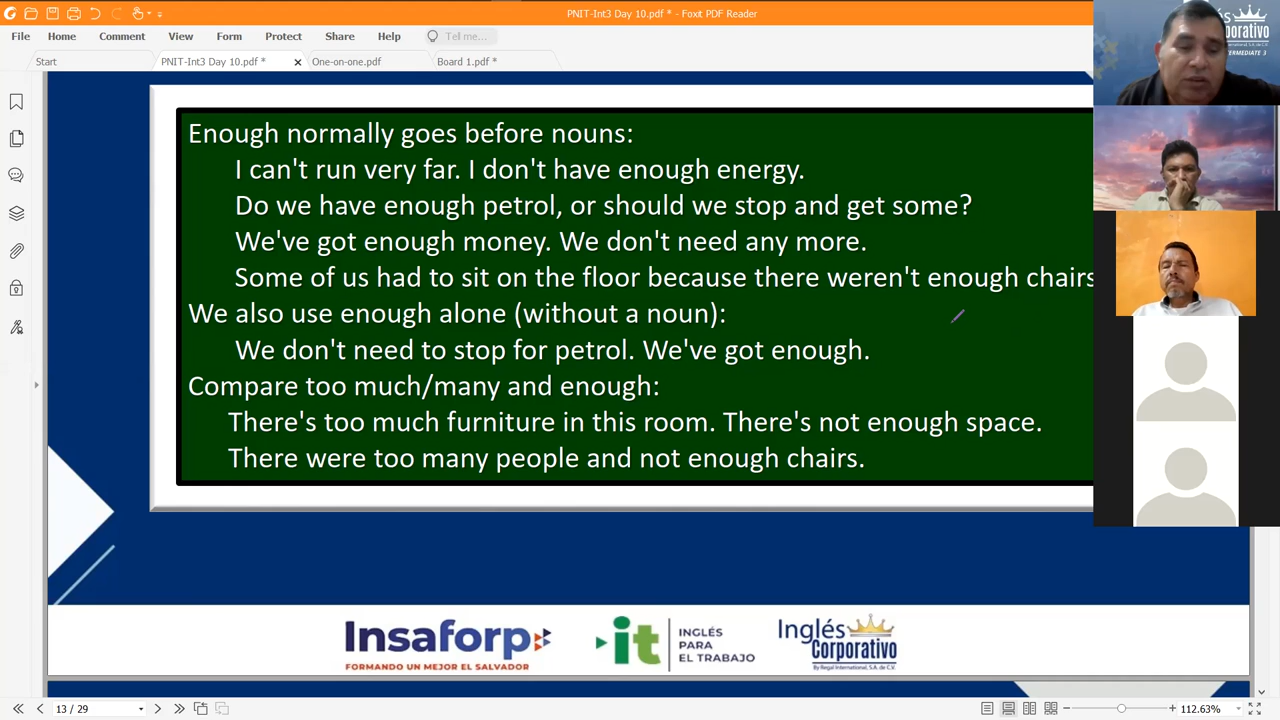 PNIT-Int3 Day 10.pdf * - Foxit PDF Reader
File Home Comment View Form Protect Share Help Tell me...
Start PNIT-Int3 Day 10.pdf * One-on-one.pdf Board 1.pdf *
Enough normally goes before nouns:
I can't run very far. I don't have enough energy.
Do we have enough petrol, or should we stop and get some?
We've got enough money. We don't need any more.
Some of us had to sit on the floor because there weren't enough chairs
We also use enough alone (without a noun):
We don't need to stop for petrol. We've got enough.
Compare too much/many and enough:
There's too much furniture in this room. There's not enough space.
There were too many people and not enough chairs.
Insaforp
FORMANDO UN MEJOR EL SALVADOR
it
INGLÉS
PARA
EL TRABAJO
Inglés
Corporativo
By Regal International, S.A. de C.V.
13 / 29
112.63%
Inglés
Corporativo